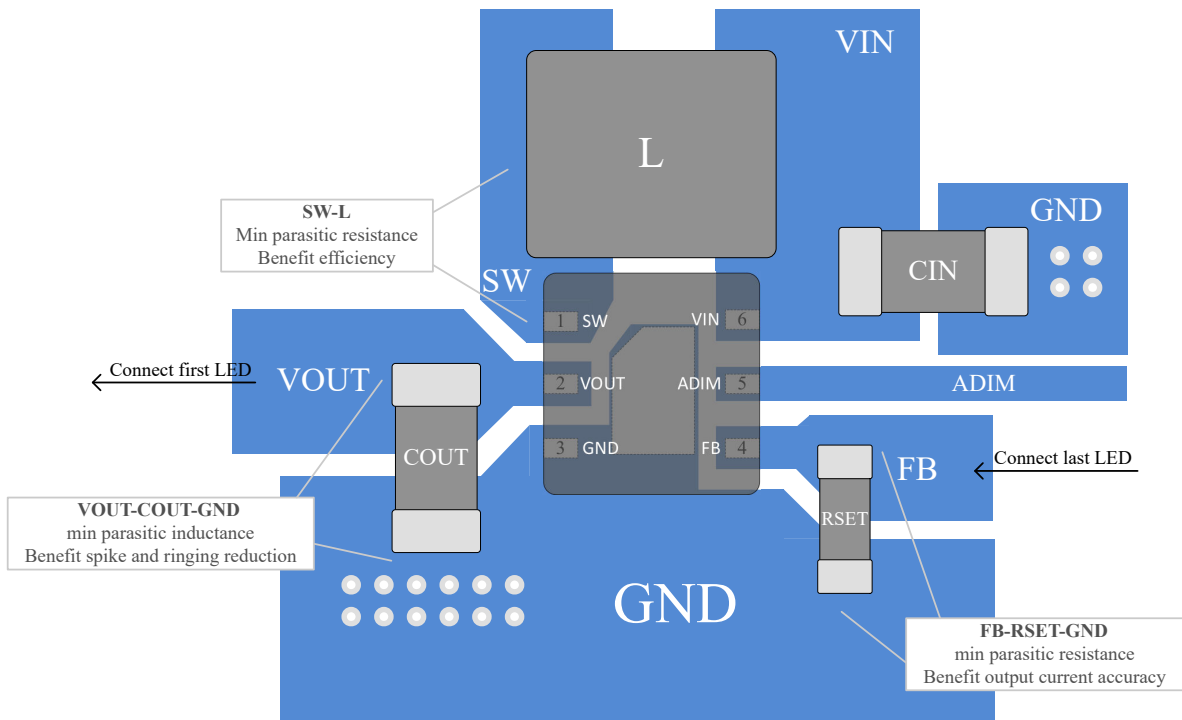 VIN
L
GND
SW-L
Min parasitic resistance
Benefit efficiency
CIN
SW
1 SW
VIN 6
Connect first LED
VOUT
2 VOUT
ADIM 5
ADIM
COUT
3 GND
FB 4
FB
Connect last LED
VOUT-COUT-GND
min parasitic inductance
Benefit spike and ringing reduction
RSET
GND
FB-RSET-GND
min parasitic resistance
Benefit output current accuracy